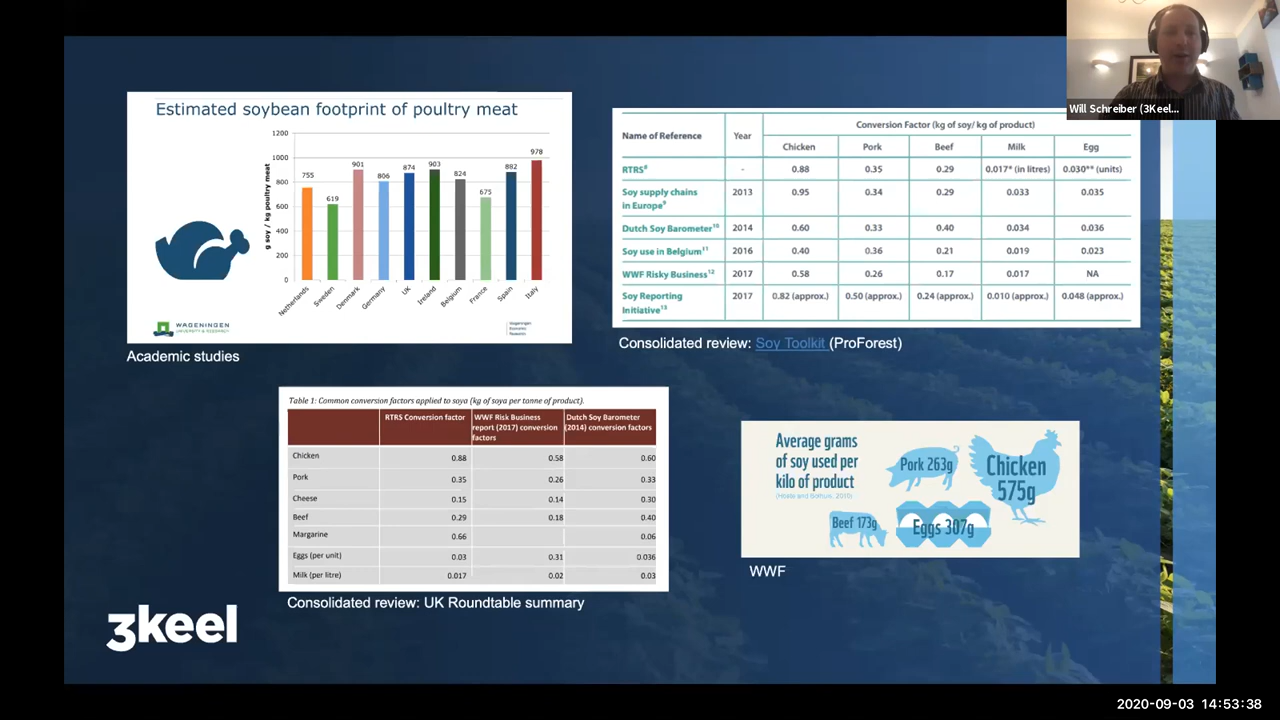 Will Schreiber (3Keel...
Estimated soybean footprint of poultry meat
g soy / kg poultry meat
1200
1000
800
600
400
200
0
755
619
901
806
874
903
824
675
882
978
Netherlands
Sweden
Denmark
Germany
UK
Ireland
Belgium
France
Spain
Italy
WAGENINGEN
UNIVERSITY & RESEARCH
Wageningen
Economic
Research
Academic studies
Name of Reference Year Conversion Factor (kg of soy/ kg of product)
Chicken Pork Beef Milk Egg
RTRS⁸ - 0.88 0.35 0.29 0.017* (in litres) 0.030** (units)
Soy supply chains
in Europe⁹ 2013 0.95 0.34 0.29 0.033 0.035
Dutch Soy Barometer¹⁰ 2014 0.60 0.33 0.40 0.034 0.036
Soy use in Belgium¹¹ 2016 0.40 0.36 0.21 0.019 0.023
WWF Risky Business¹² 2017 0.58 0.26 0.17 0.017 NA
Soy Reporting
Initiative¹³ 2017 0.82 (approx.) 0.50 (approx.) 0.24 (approx.) 0.010 (approx.) 0.048 (approx.)
Consolidated review: Soy Toolkit (ProForest)
Table 1: Common conversion factors applied to soya (kg of soya per tonne of product).
RTRS Conversion factor
WWF Risk Business
report (2017) conversion
factors
Dutch Soy Barometer
(2014) conversion factors
Chicken 0.88 0.58 0.60
Pork 0.35 0.26 0.33
Cheese 0.15 0.14 0.30
Beef 0.29 0.18 0.40
Margarine 0.66 0.06
Eggs (per unit) 0.03 0.31 0.036
Milk (per litre) 0.017 0.02 0.03
Consolidated review: UK Roundtable summary
Average grams
of soy used per
kilo of product
Pork 263g
Chicken
575g
Beef 173g
Eggs 307g
WWF
3keel
2020-09-03 14:53:38